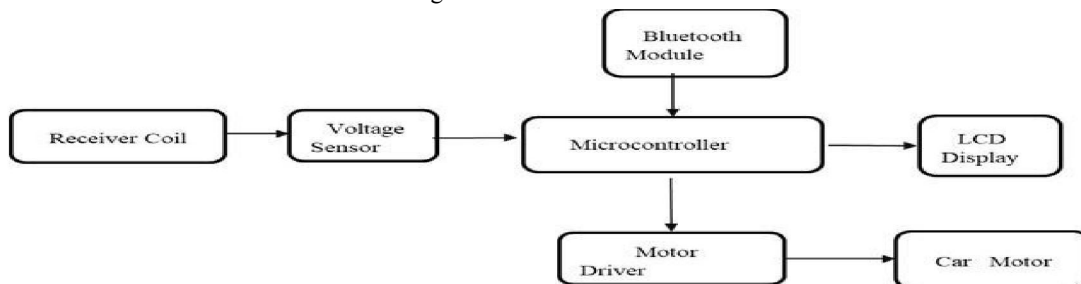 Bluetooth
Module
Receiver Coil
Voltage
Sensor
Microcontroller
LCD
Display
Motor
Driver
Car Motor